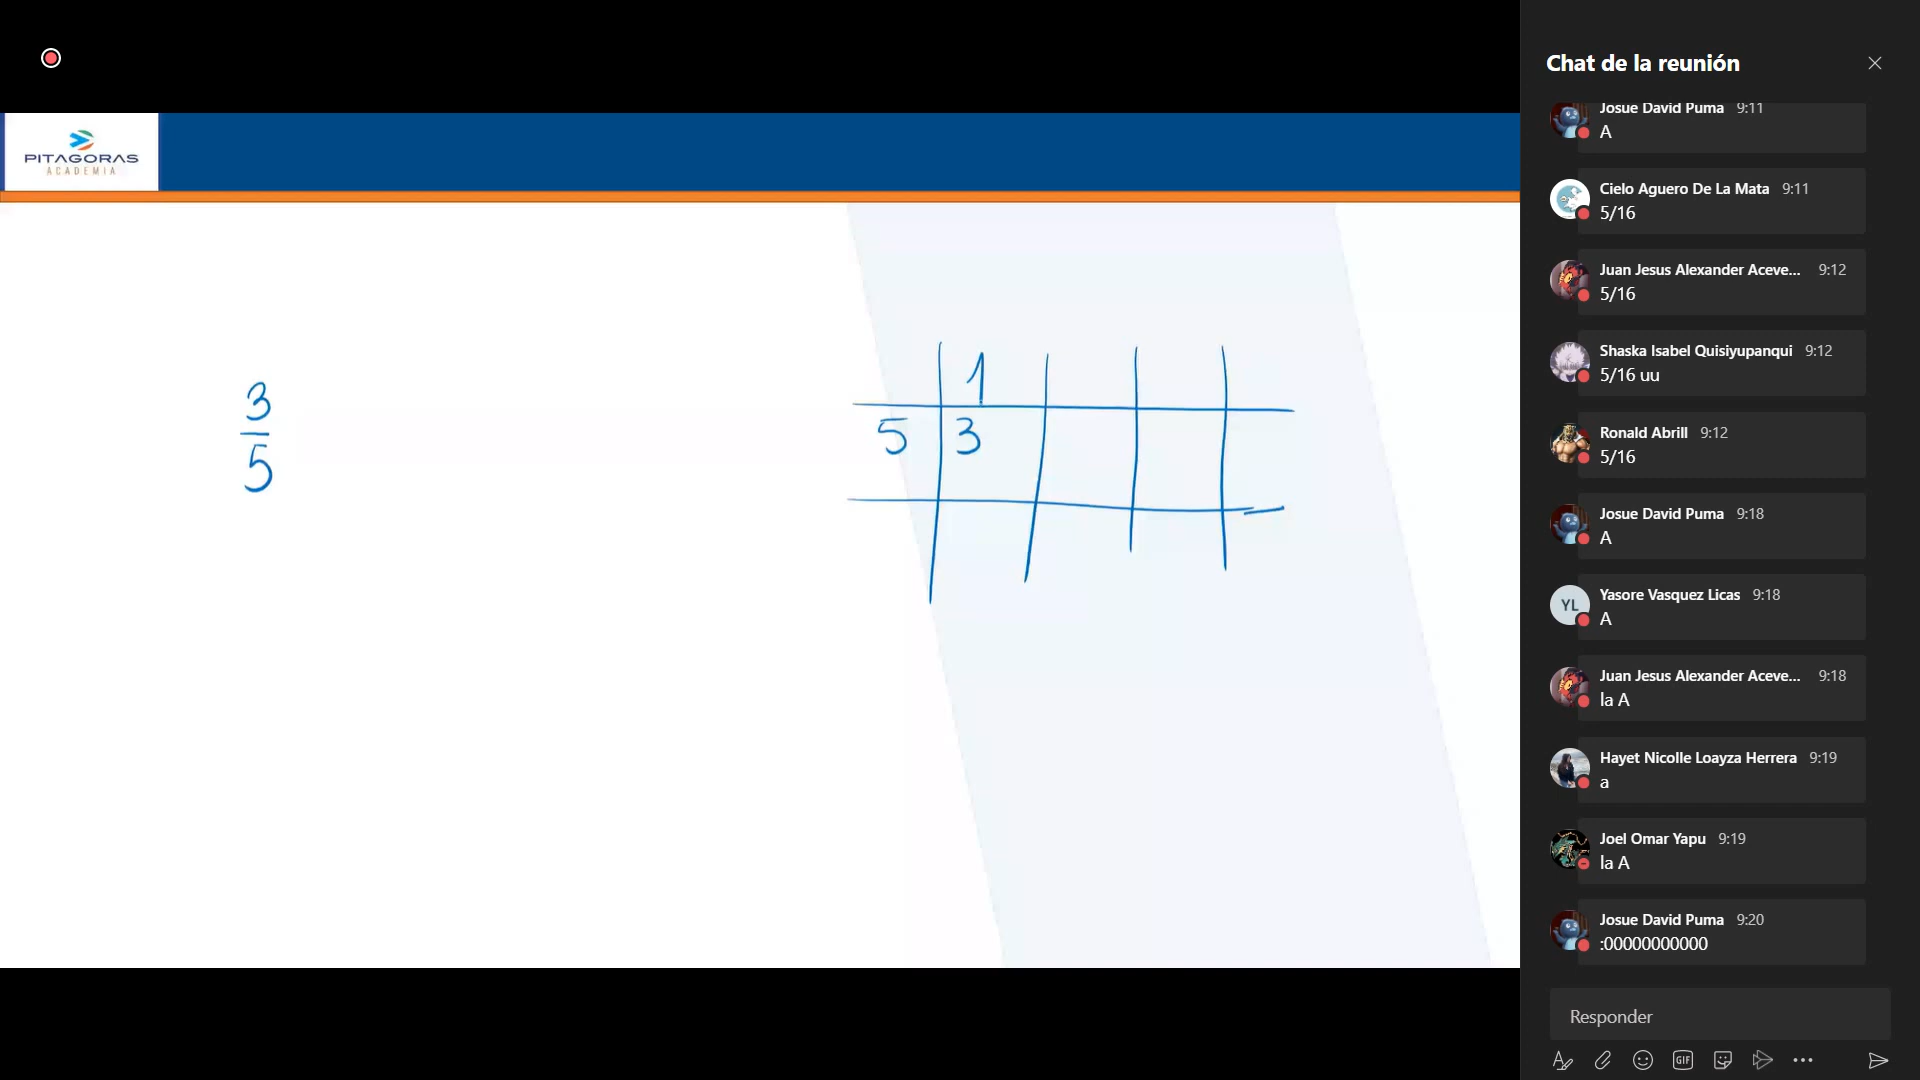 PITAGORAS
ACADEMIA
3
5
1
5 3
Chat de la reunión
Josue David Puma 9:11
A
Cielo Aguero De La Mata 9:11
5/16
Juan Jesus Alexander Aceve... 9:12
5/16
Shaska Isabel Quisiyupanqui 9:12
5/16 uu
Ronald Abrill 9:12
5/16
Josue David Puma 9:18
A
YL
Yasore Vasquez Licas 9:18
A
Juan Jesus Alexander Aceve... 9:18
la A
Hayet Nicolle Loayza Herrera 9:19
a
Joel Omar Yapu 9:19
la A
Josue David Puma 9:20
:00000000000
Responder
GIF